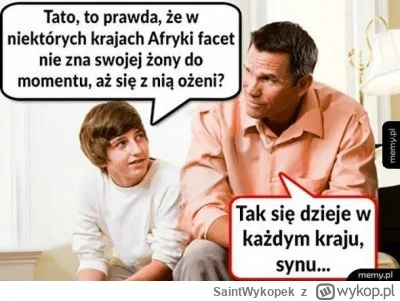 Tato, to prawda, że w
niektórych krajach Afryki facet
nie zna swojej żony do
momentu, aż się z nią ożeni?
memy.pl
Tak się dzieje w
każdym kraju,
synu...
memy.pl
SaintWykopek z wykop.pl